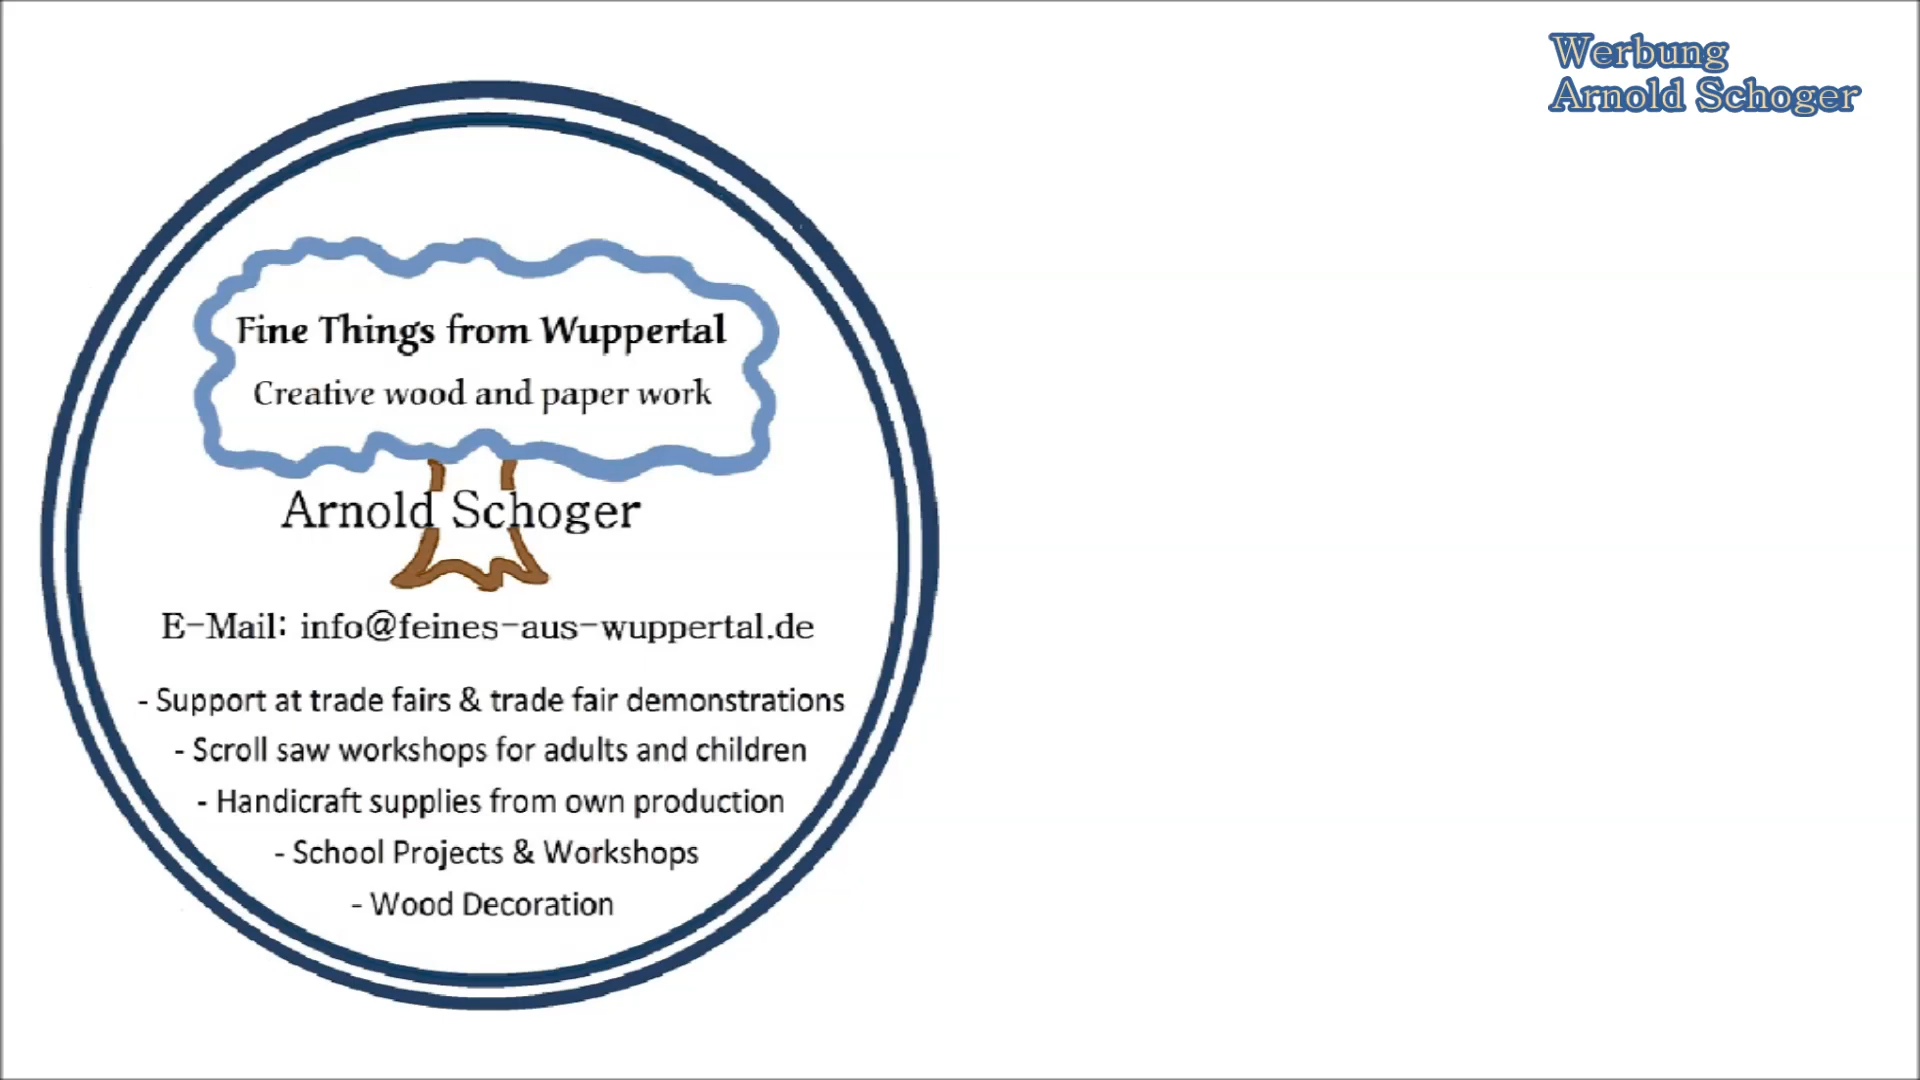 Werbung
Arnold Schoger
Fine Things from Wuppertal
Creative wood and paper work
Arnold Schoger
E-Mail: info@feines-aus-wuppertal.de
- Support at trade fairs & trade fair demonstrations
- Scroll saw workshops for adults and children
- Handicraft supplies from own production
- School Projects & Workshops
- Wood Decoration